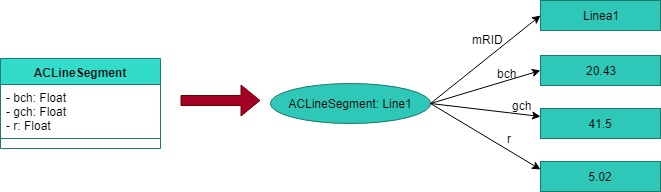 ACLineSegment
- bch: Float
- gch: Float
- r: Float
ACLineSegment: Line1
mRID
bch
gch
r
Linea1
20.43
41.5
5.02